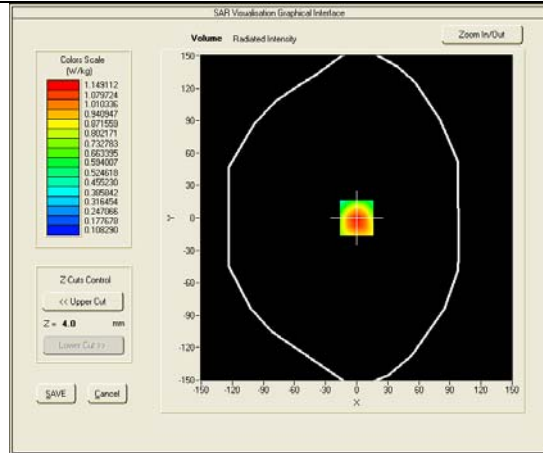 SAR Visualisation Graphical Interface
Volume Radiated Intensity
Zoom In/Out
Colors Scale
(W/kg)
1.149112
1.079724
1.010336
0.940947
0.871559
0.802171
0.732783
0.663395
0.594007
0.524618
0.455230
0.385842
0.316454
0.247066
0.177678
0.108290
Z-Cuts Control
<< Upper Cut
Z = 4.0 mm
Lower Cut >>
SAVE
Cancel
150
120
90
60
30
0
-30
-60
-90
-120
-150
Y
-150 -120 -90 -60 -30 0 30 60 90 120 150
X